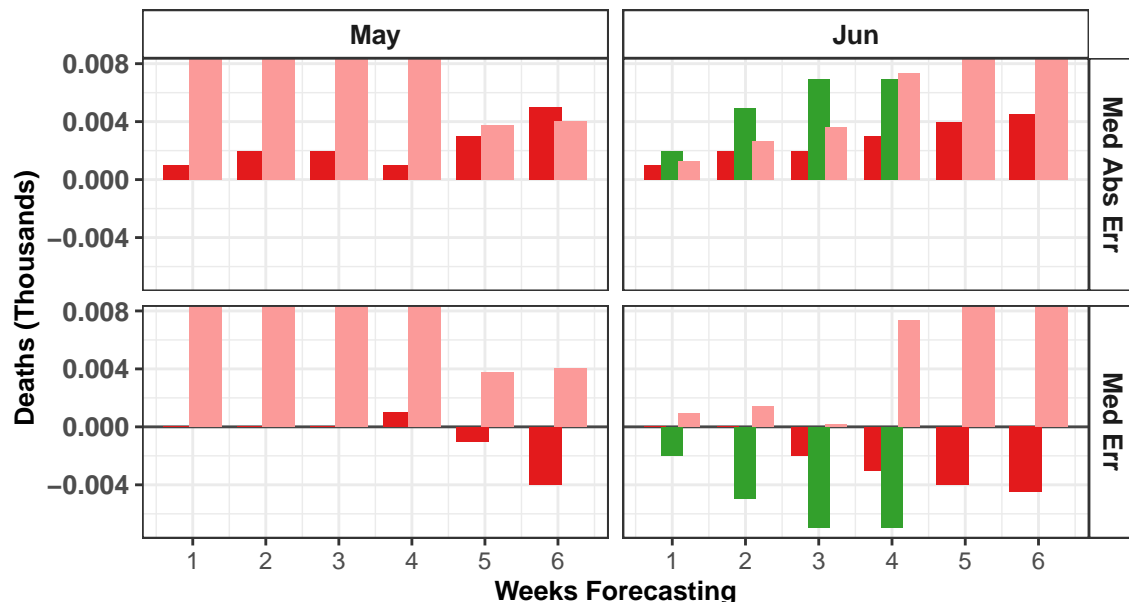 May Jun
0.008
0.004
0.000
−0.004
Med Abs Err
Deaths (Thousands)
0.008
0.004
0.000
−0.004
Med Err
1 2 3 4 5 6 1 2 3 4 5 6
Weeks Forecasting